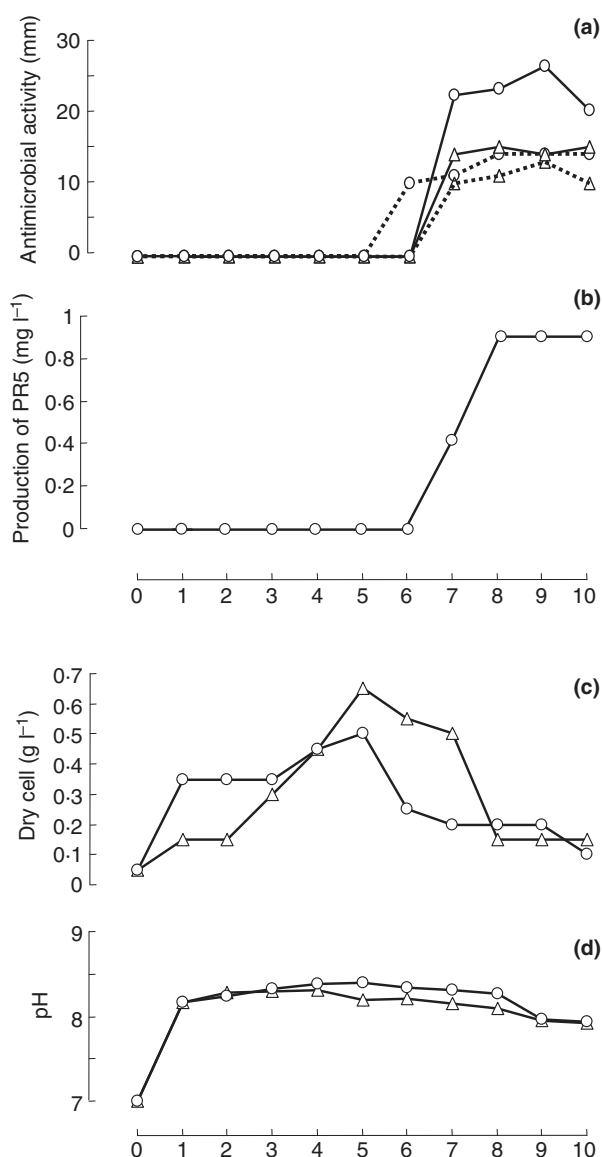 (a)
Antimicrobial activity (mm)
30
20
10
0
(b)
Production of PR5 (mg l⁻¹)
1
0·8
0·6
0·4
0·2
0
0 1 2 3 4 5 6 7 8 9 10
(c)
Dry cell (g l⁻¹)
0·7
0·6
0·5
0·4
0·3
0·2
0·1
0
(d)
pH
9
8
7
0 1 2 3 4 5 6 7 8 9 10